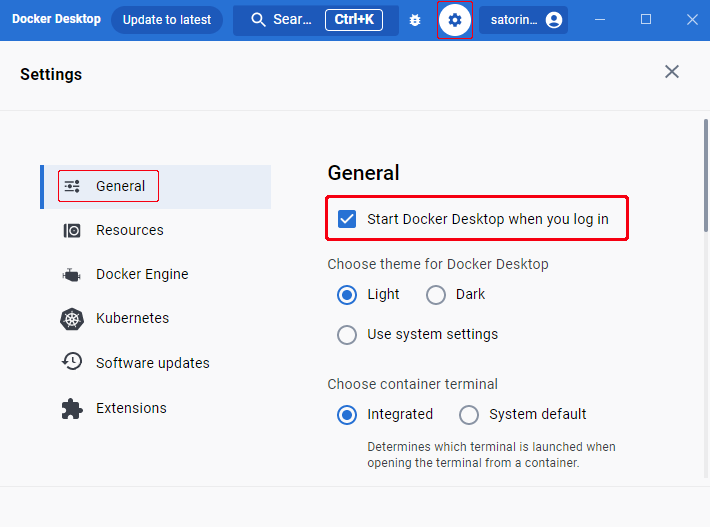 Docker Desktop Update to latest Sear... Ctrl+K satorin...
Settings
General
Resources
Docker Engine
Kubernetes
Software updates
Extensions
General
Start Docker Desktop when you log in
Choose theme for Docker Desktop
Light Dark
Use system settings
Choose container terminal
Integrated System default
Determines which terminal is launched when
opening the terminal from a container.